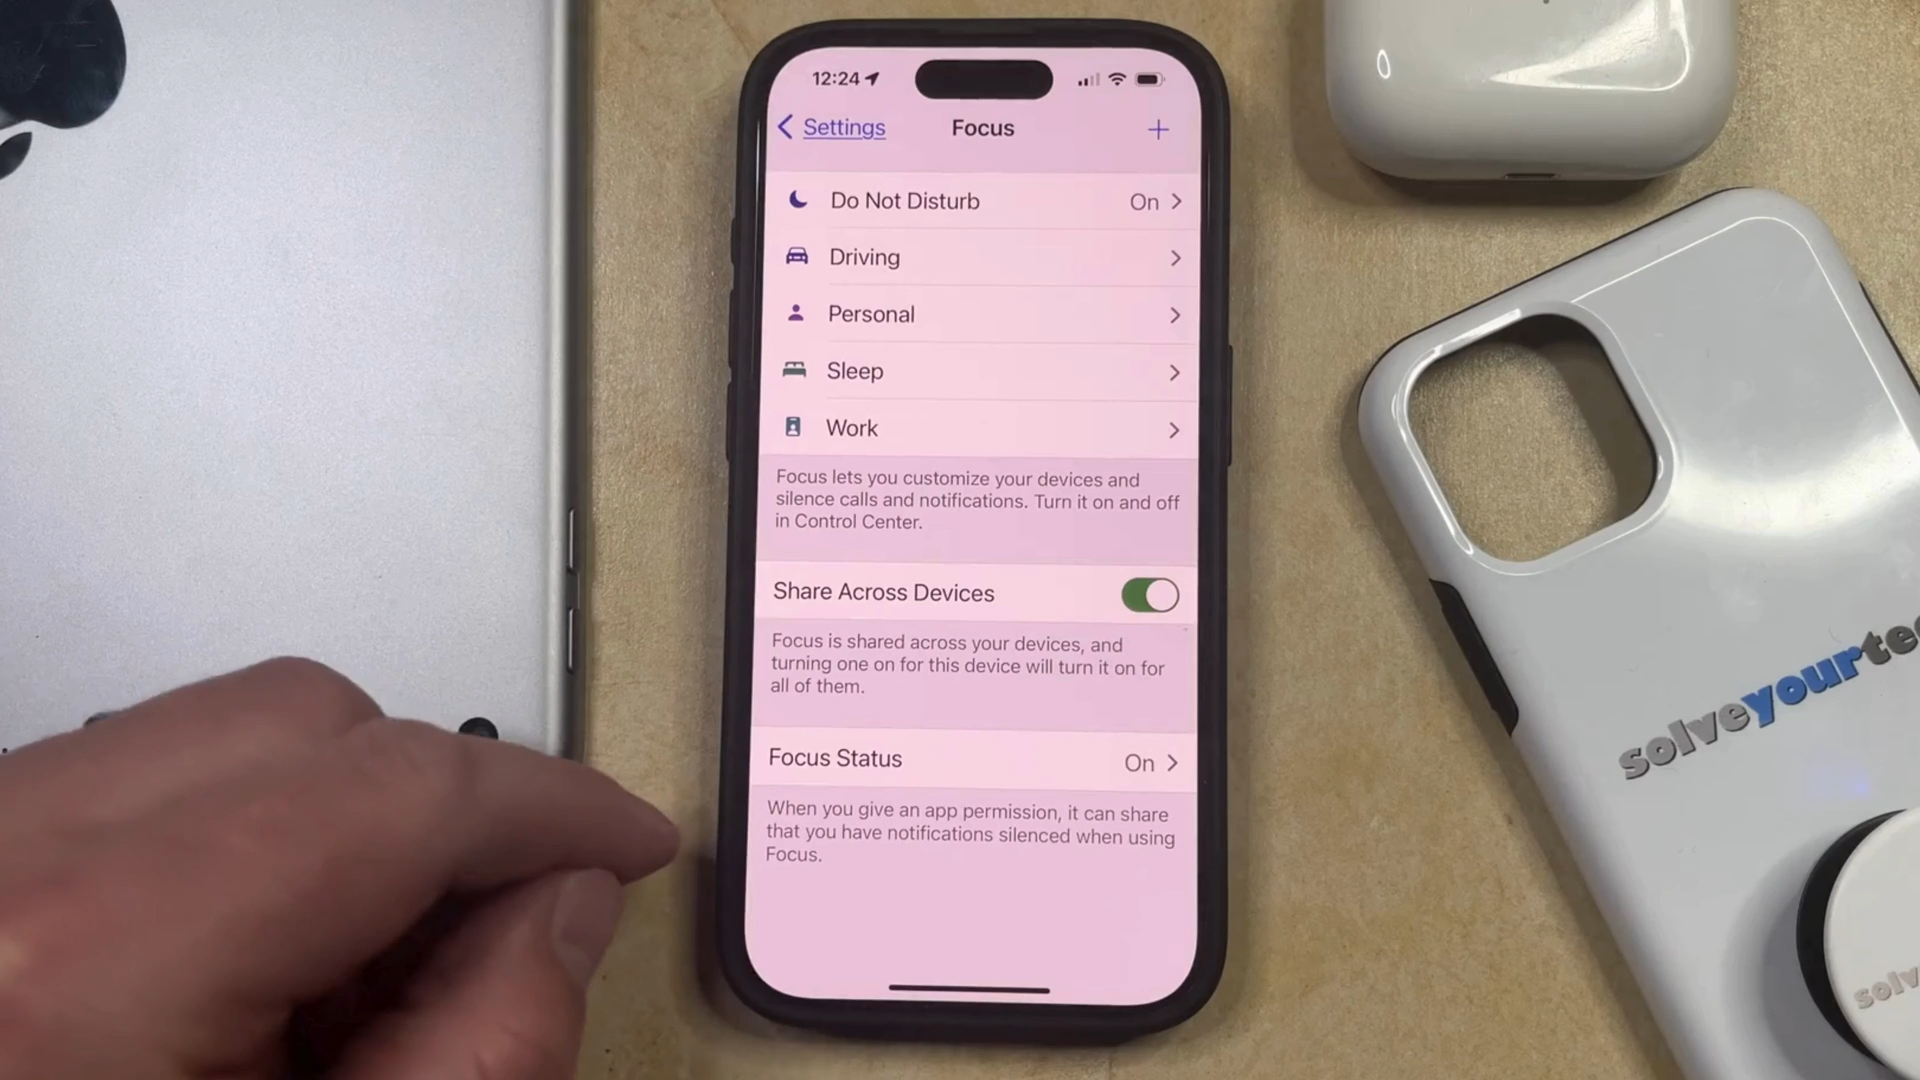 12:24
Settings
Focus
Do Not Disturb
On
Driving
Personal
Sleep
Work
Focus lets you customize your devices and
silence calls and notifications. Turn it on and off
in Control Center.
Share Across Devices
Focus is shared across your devices, and
turning one on for this device will turn it on for
all of them.
Focus Status
On
When you give an app permission, it can share
that you have notifications silenced when using
Focus.
solveyourtec
solv